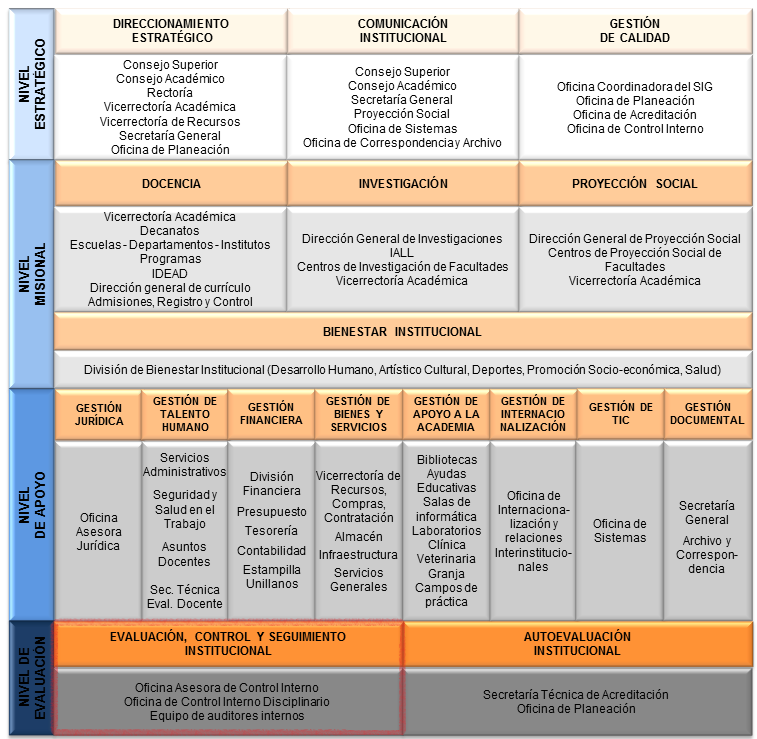 NIVEL
ESTRATÉGICO
DIRECCIONAMIENTO
ESTRATÉGICO
Consejo Superior
Consejo Académico
Rectoría
Vicerrectoría Académica
Vicerrectoría de Recursos
Secretaría General
Oficina de Planeación
COMUNICACIÓN
INSTITUCIONAL
Consejo Superior
Consejo Académico
Secretaría General
Proyección Social
Oficina de Sistemas
Oficina de Correspondencia y Archivo
GESTIÓN
DE CALIDAD
Oficina Coordinadora del SIG
Oficina de Planeación
Oficina de Acreditación
Oficina de Control Interno
NIVEL
MISIONAL
DOCENCIA
Vicerrectoría Académica
Decanatos
Escuelas - Departamentos - Institutos
Programas
IDEAD
Dirección general de currículo
Admisiones, Registro y Control
INVESTIGACIÓN
Dirección General de Investigaciones
IALL
Centros de Investigación de Facultades
Vicerrectoría Académica
PROYECCIÓN SOCIAL
Dirección General de Proyección Social
Centros de Proyección Social de
Facultades
Vicerrectoría Académica
BIENESTAR INSTITUCIONAL
División de Bienestar Institucional (Desarrollo Humano, Artístico Cultural, Deportes, Promoción Socio-económica, Salud)
NIVEL
DE APOYO
GESTIÓN
JURÍDICA
Oficina
Asesora
Jurídica
GESTIÓN DE
TALENTO
HUMANO
Servicios
Administrativos
Seguridad y
Salud en el
Trabajo
Asuntos
Docentes
Sec. Técnica
Eval. Docente
GESTIÓN
FINANCIERA
División
Financiera
Presupuesto
Tesorería
Contabilidad
Estampilla
Unillanos
GESTIÓN DE
BIENES Y
SERVICIOS
Vicerrectoría de
Recursos,
Compras,
Contratación
Almacén
Infraestructura
Servicios
Generales
GESTIÓN DE
APOYO A LA
ACADEMIA
Bibliotecas
Ayudas
Educativas
Salas de
informática
Laboratorios
Clínica
Veterinaria
Granja
Campos de
práctica
GESTIÓN DE
INTERNACIO
NALIZACIÓN
Oficina de
Internaciona-
lización y
relaciones
Interinstitucio-
nales
GESTIÓN DE
TIC
Oficina de
Sistemas
GESTIÓN
DOCUMENTAL
Secretaría
General
Archivo y
Correspon-
dencia
NIVEL DE
EVALUACIÓN
EVALUACIÓN, CONTROL Y SEGUIMIENTO
INSTITUCIONAL
Oficina Asesora de Control Interno
Oficina de Control Interno Disciplinario
Equipo de auditores internos
AUTOEVALUACIÓN
INSTITUCIONAL
Secretaría Técnica de Acreditación
Oficina de Planeación